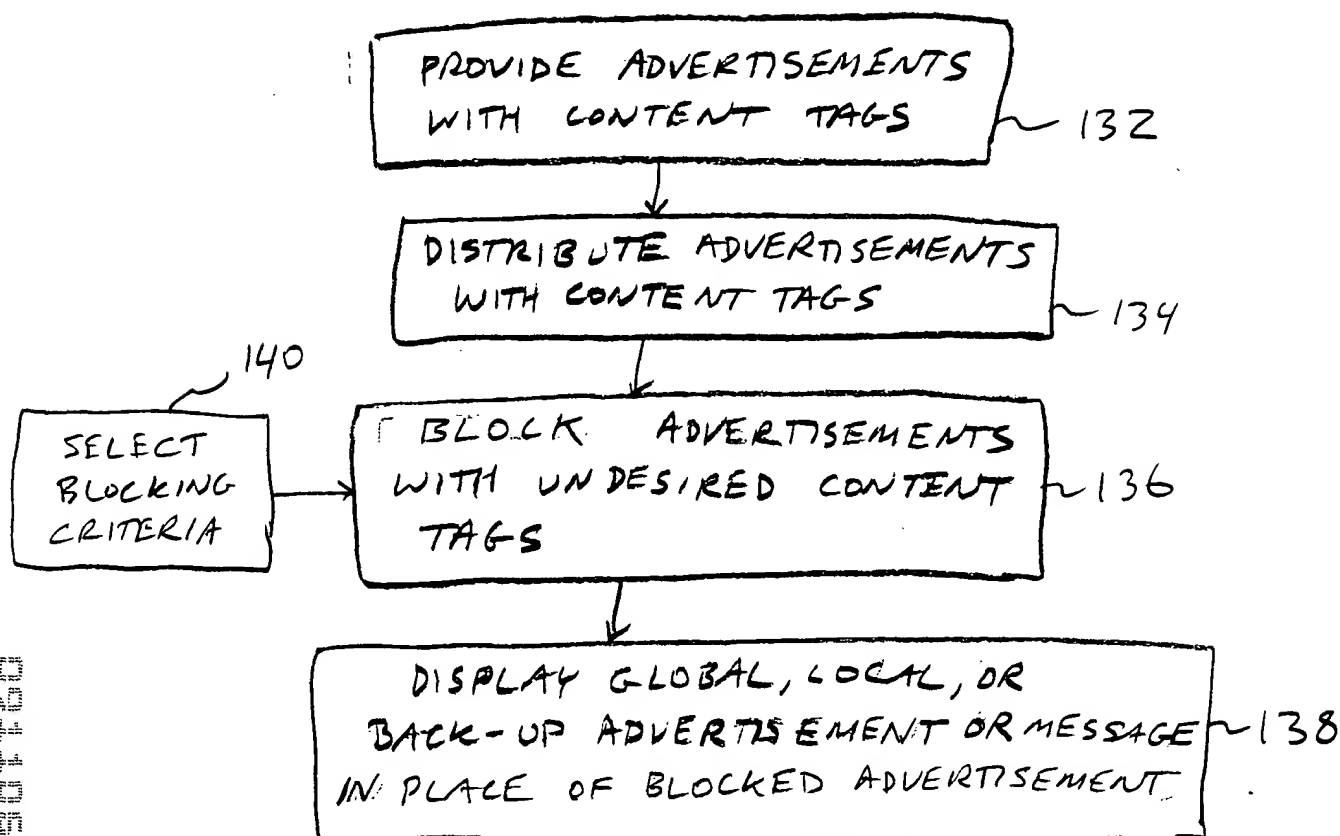 PROVIDE ADVERTISEMENTS
WITH CONTENT TAGS
132
DISTRIBUTE ADVERTISEMENTS
WITH CONTENT TAGS
134
140
SELECT
BLOCKING
CRITERIA
BLOCK ADVERTISEMENTS
WITH UNDESIRED CONTENT
TAGS
136
DISPLAY GLOBAL, LOCAL, OR
BACK-UP ADVERTISEMENT OR MESSAGE
IN PLACE OF BLOCKED ADVERTISEMENT
138